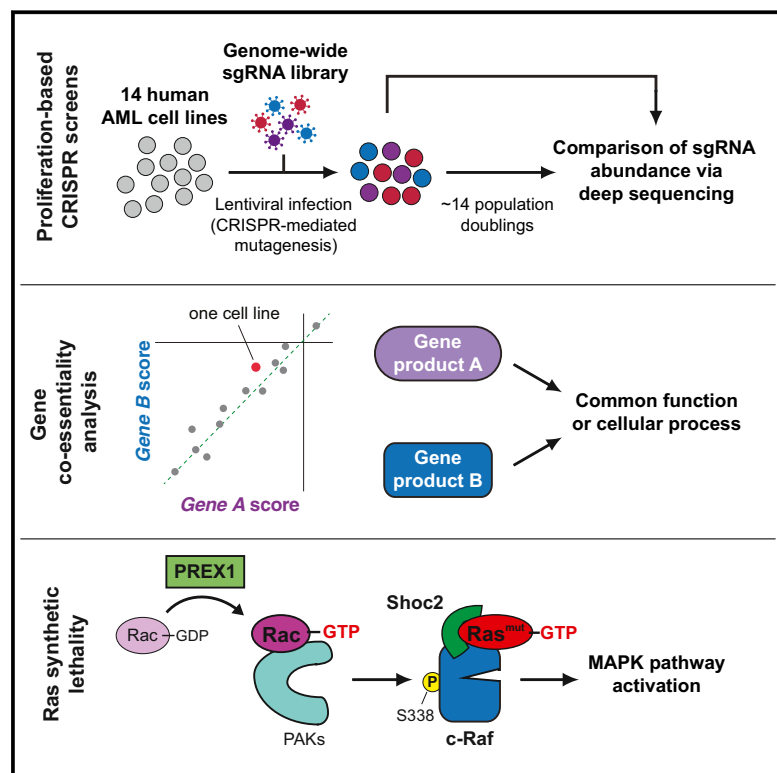 Proliferation-based
CRISPR screens
14 human
AML cell lines
Genome-wide
sgRNA library
Lentiviral infection
(CRISPR-mediated
mutagenesis)
~14 population
doublings
Comparison of sgRNA
abundance via
deep sequencing
Gene
co-essentiality
analysis
one cell line
Gene B score
Gene A score
Gene
product A
Gene
product B
Common function
or cellular process
Ras synthetic
lethality
PREX1
Rac
GDP
Rac
GTP
PAKs
Shoc2
Ras^mut
GTP
P
S338
c-Raf
MAPK pathway
activation